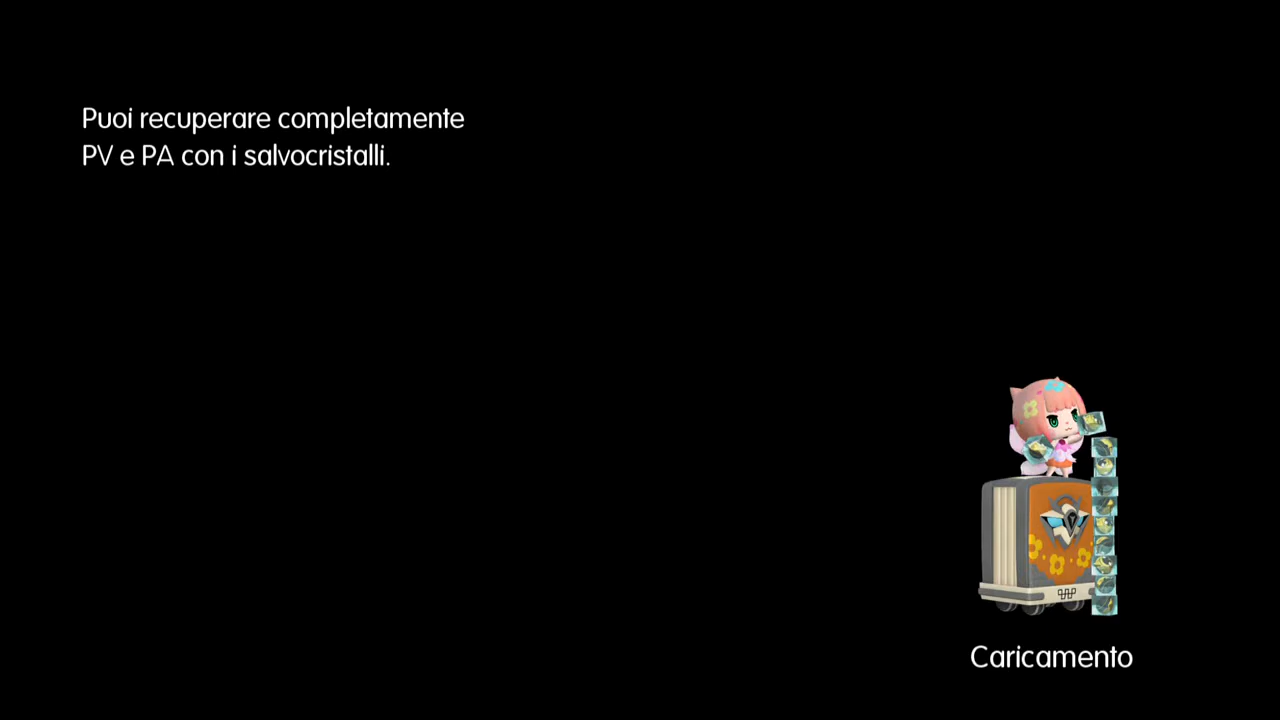 Puoi recuperare completamente
PV e PA con i salvocristalli.
Caricamento